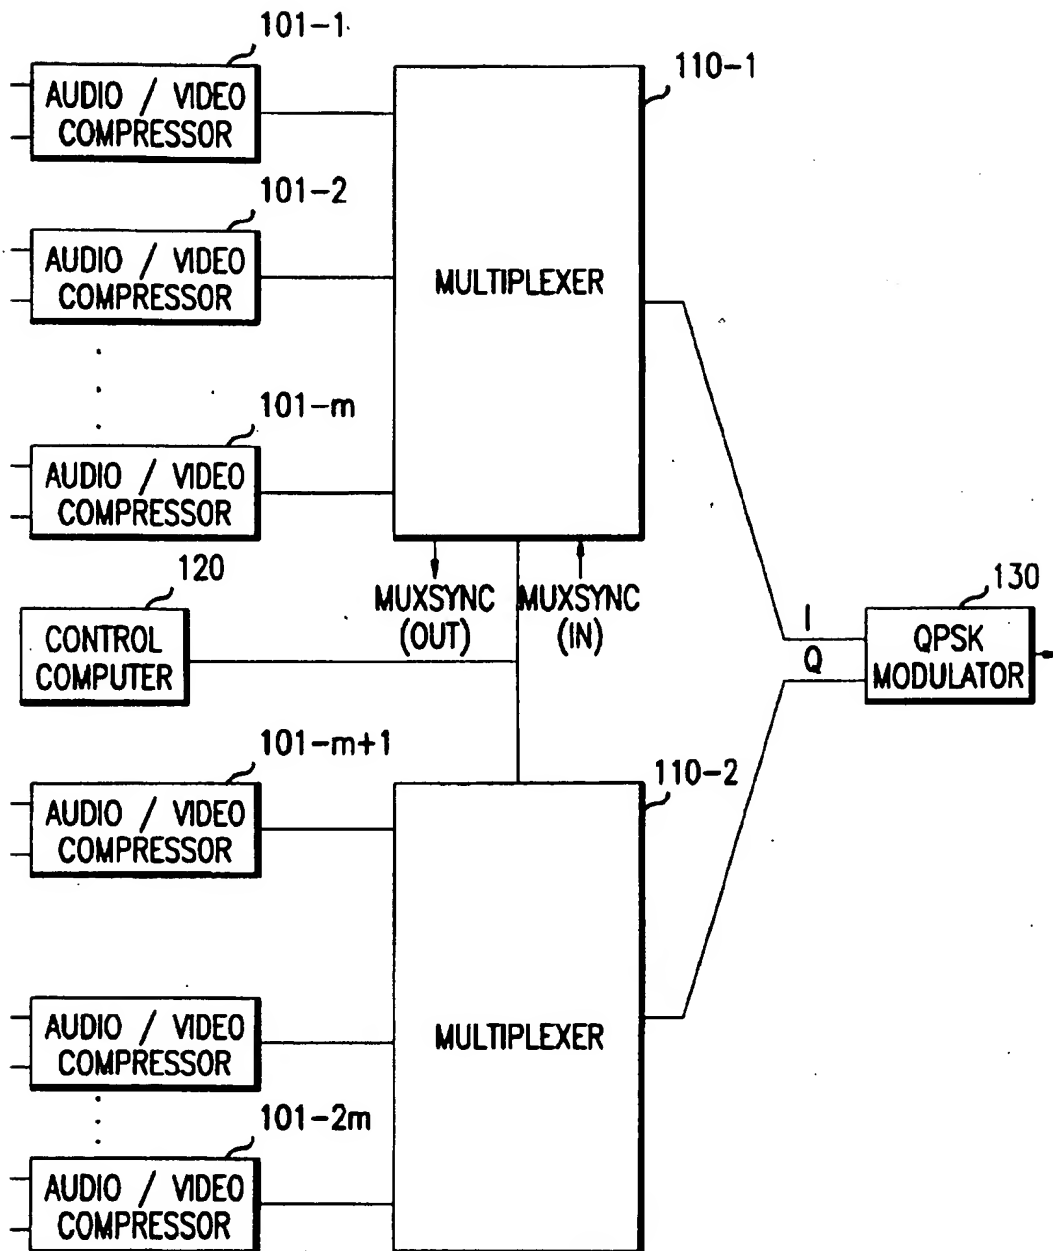 101-1
AUDIO / VIDEO
COMPRESSOR
110-1
101-2
AUDIO / VIDEO
COMPRESSOR
MULTIPLEXER
101-m
AUDIO / VIDEO
COMPRESSOR
120
CONTROL
COMPUTER
MUXSYNC
(OUT)
MUXSYNC
(IN)
I
Q
130
QPSK
MODULATOR
101-m+1
AUDIO / VIDEO
COMPRESSOR
110-2
AUDIO / VIDEO
COMPRESSOR
MULTIPLEXER
101-2m
AUDIO / VIDEO
COMPRESSOR